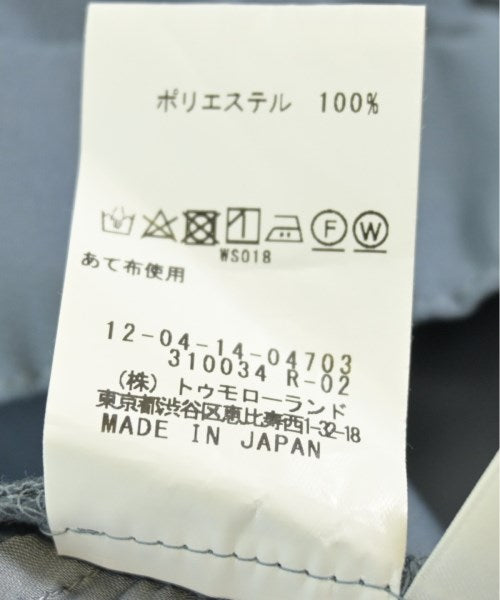 ポリエステル 100%
F W
WS018
あて布使用
12-04-14-04703
310034 R-02
(株) トゥモローランド
東京都渋谷区恵比寿西1-32-18
MADE IN JAPAN